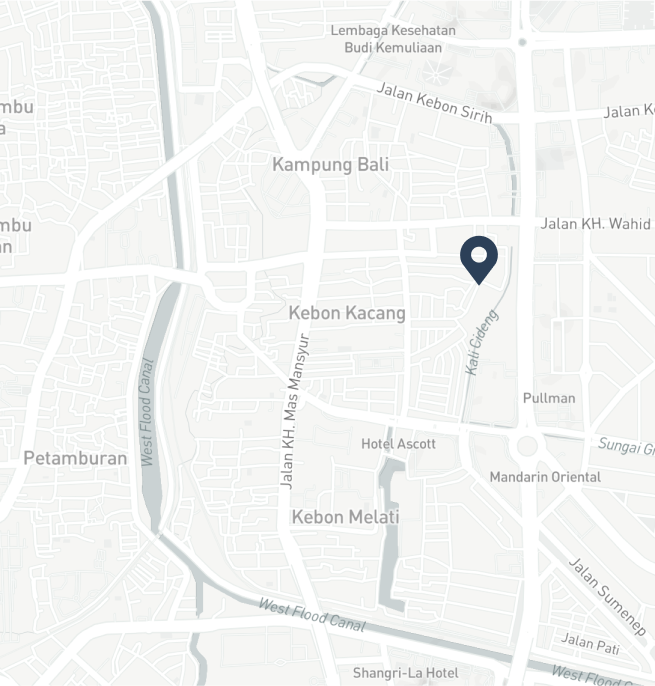 Lembaga Kesehatan
Budi Kemuliaan
Jalan Kebon Sirih
Jalan K
mbu
a
Kampung Bali
mbu
an
Jalan KH. Wahid
Kebon Kacang
Kali Cideng
Jalan KH. Mas Mansyur
West Flood Canal
Pullman
Hotel Ascott
Sungai G
Petamburan
Mandarin Oriental
Kebon Melati
Jalan Sumenep
West Flood Canal
Jalan Pati
Shangri-La Hotel
West Flood C